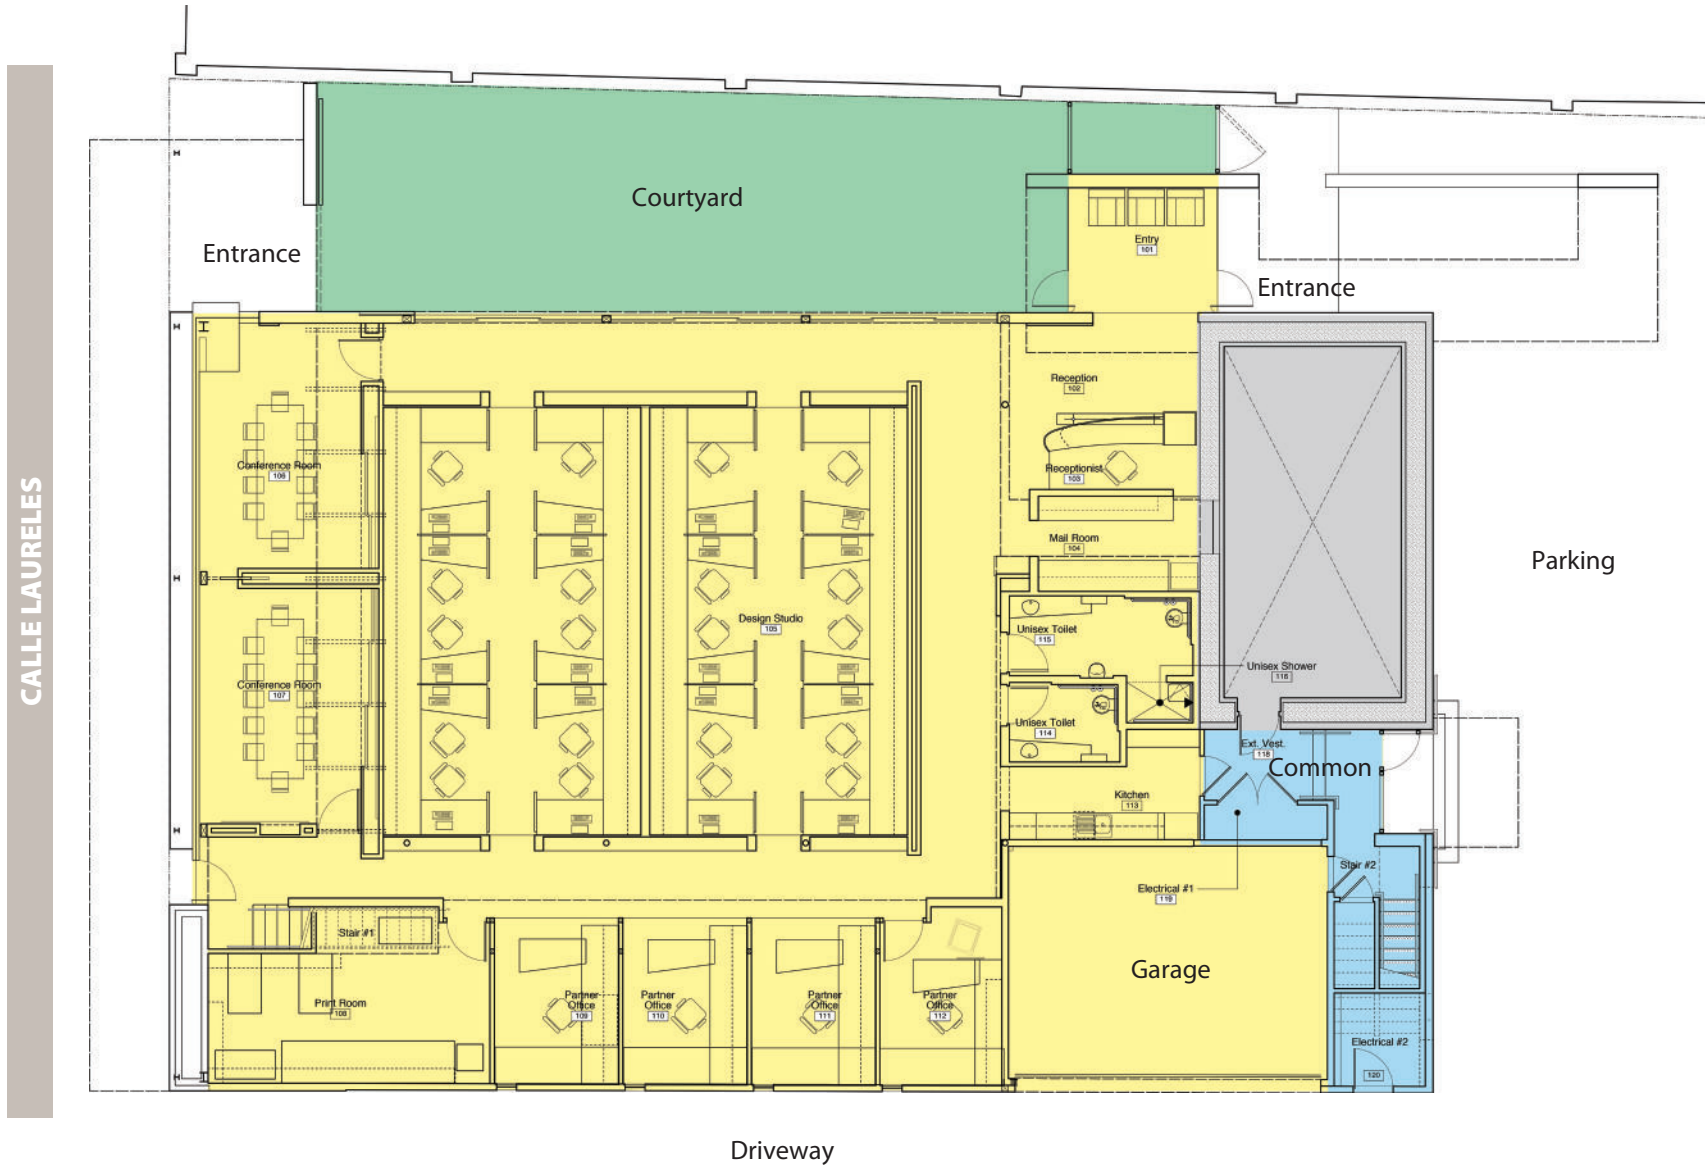 CALLE LAURELES
Courtyard
Entrance
Entry
101
Entrance
Reception
102
Conference Room
106
Receptionist
103
Mail Room
104
Parking
Design Studio
105
Unisex Toilet
115
Unisex Shower
116
Conference Room
107
Unisex Toilet
114
Ext. Vest.
118
Common
Kitchen
113
Stair #2
Electrical #1
119
Stair #1
Garage
Print Room
108
Partner
Office
109
Partner
Office
110
Partner
Office
111
Partner
Office
112
Electrical #2
120
Driveway